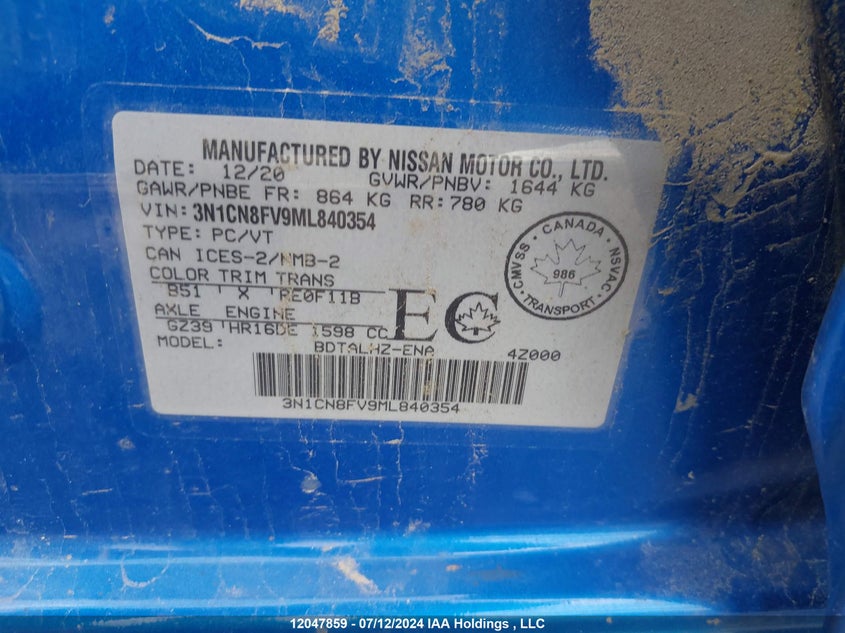 MANUFACTURED BY NISSAN MOTOR CO., LTD.
DATE: 12/20 GVWR/PNBV: 1644 KG
GAWR/PNBE FR: 864 KG RR: 780 KG
VIN: 3N1CN8FV9ML840354
TYPE: PC/VT
CAN ICES-2/NMB-2
COLOR TRIM TRANS
B51 X RE0F11B
AXLE ENGINE
GZ39 HR16DE 1598 CC
MODEL: BDTALHZ-ENA 4Z000
EC
CANADA
CMVSS NSVAC
986
TRANSPORT
3N1CN8FV9ML840354
12047859 - 07/12/2024 IAA Holdings , LLC